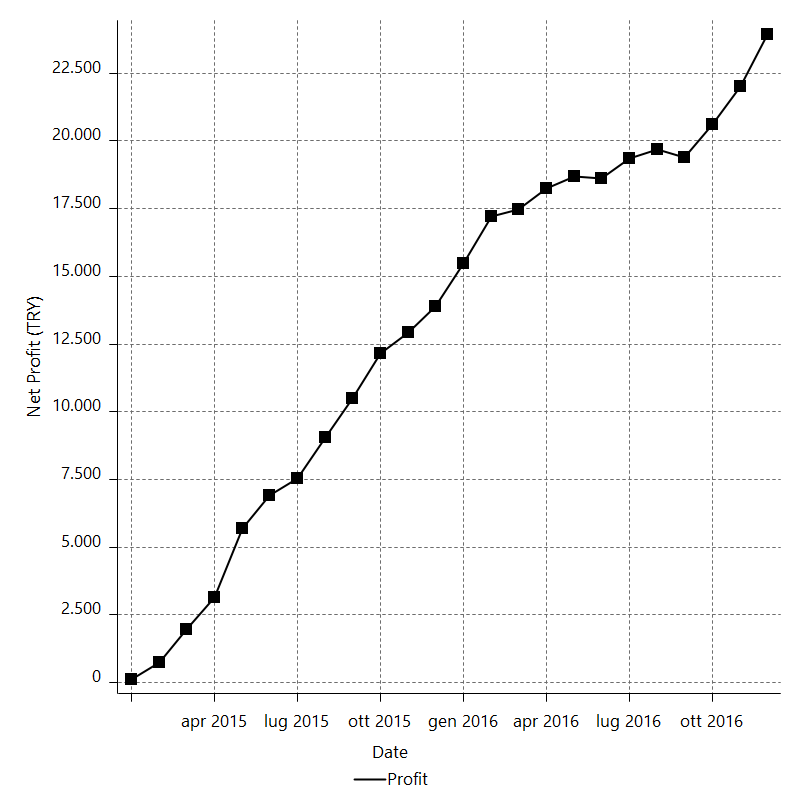 22.500
20.000
17.500
15.000
12.500
10.000
7.500
5.000
2.500
0
Net Profit (TRY)
apr 2015 lug 2015 ott 2015 gen 2016 apr 2016 lug 2016 ott 2016
Date
Profit